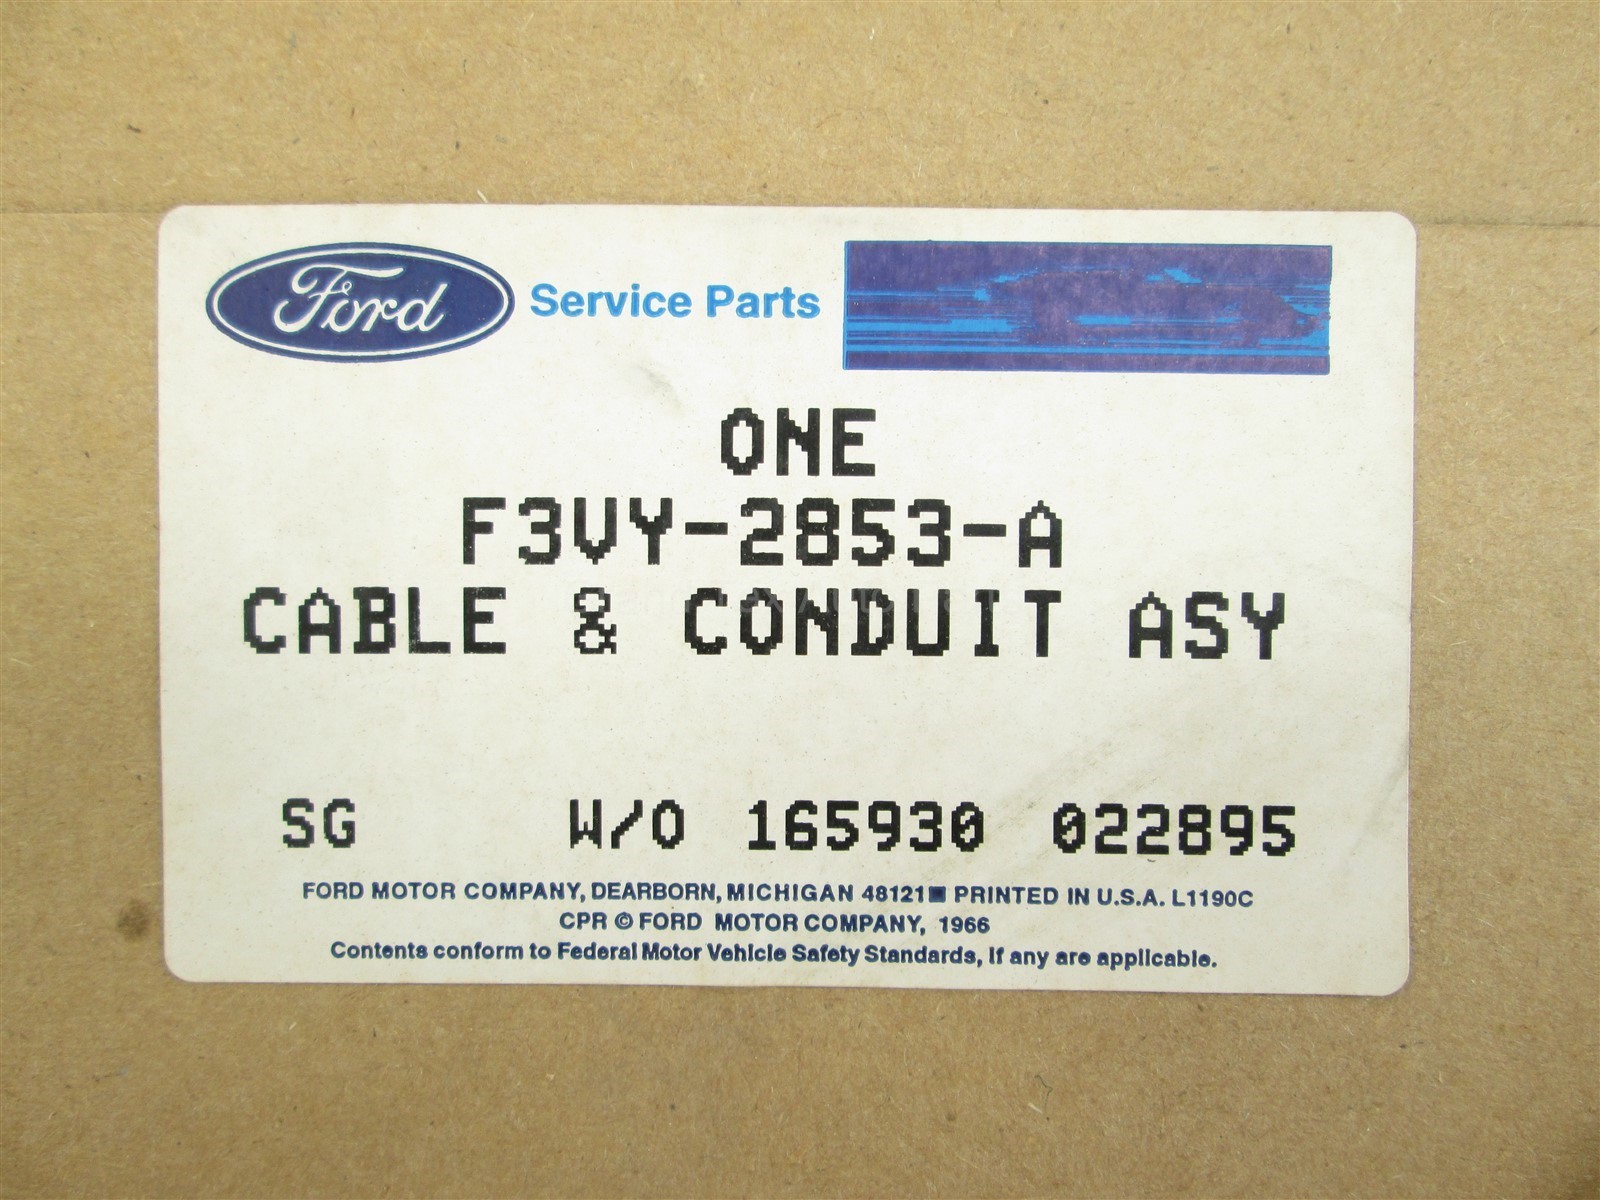 Ford Service Parts
ONE
F3VY-2853-A
CABLE & CONDUIT ASY
SG W/O 165930 022895
FORD MOTOR COMPANY, DEARBORN, MICHIGAN 48121 ■ PRINTED IN U.S.A. L1190C
CPR © FORD MOTOR COMPANY, 1966
Contents conform to Federal Motor Vehicle Safety Standards, if any are applicable.